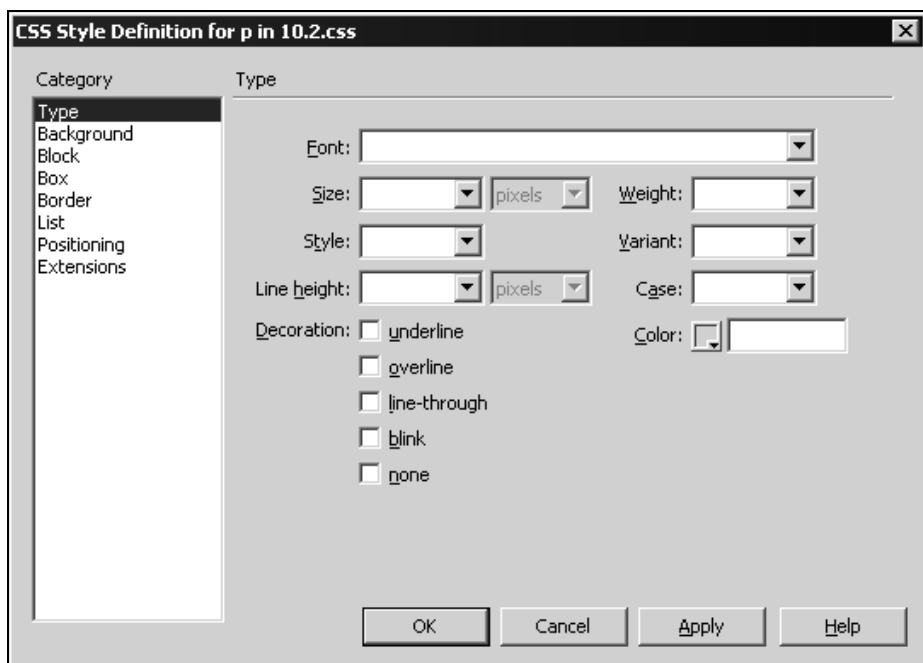 CSS Style Definition for p in 10.2.css
Category
Type
Background
Block
Box
Border
List
Positioning
Extensions
Type
Font:
Size: pixels Weight:
Style: Variant:
Line height: pixels Case:
Decoration: underline Color:
overline
line-through
blink
none
OK Cancel Apply Help